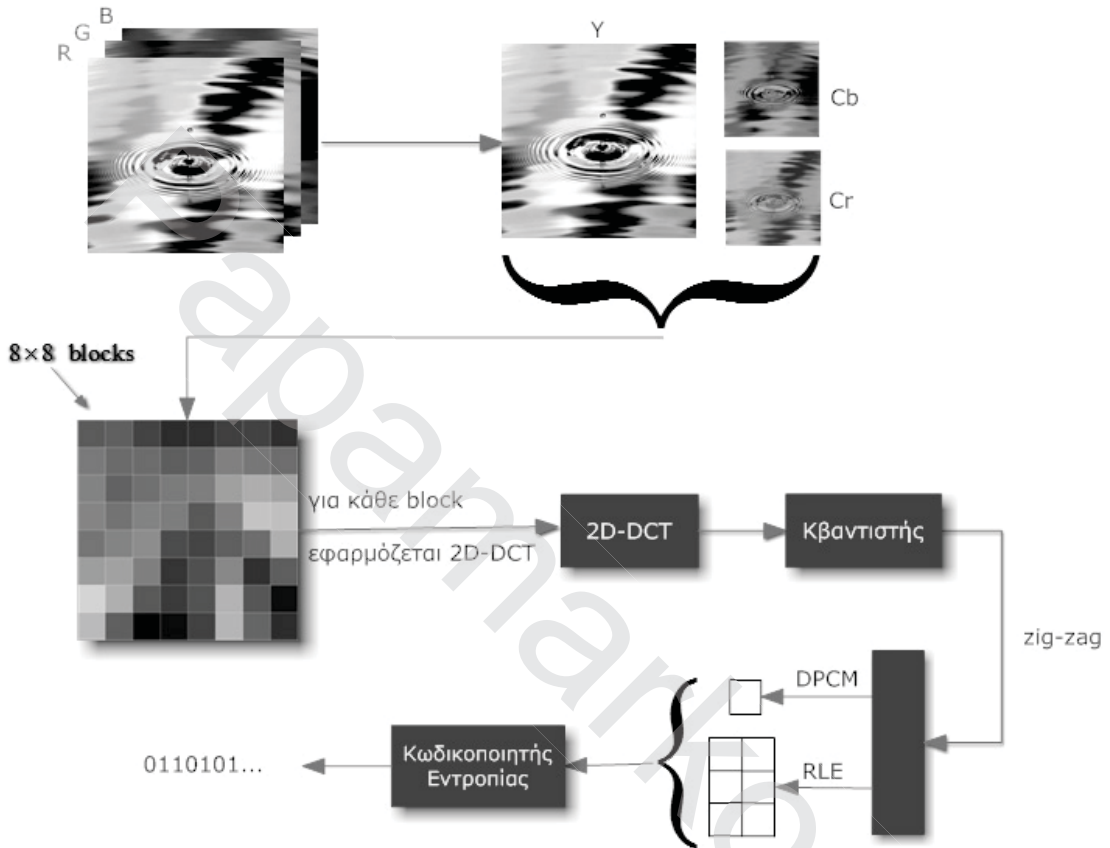 B
G
R
Y
Cb
Cr
8×8 blocks
για κάθε block
εφαρμόζεται 2D-DCT
2D-DCT
Κβαντιστής
zig-zag
DPCM
RLE
Κωδικοποιητής
Εντροπίας
0110101...
papamarko